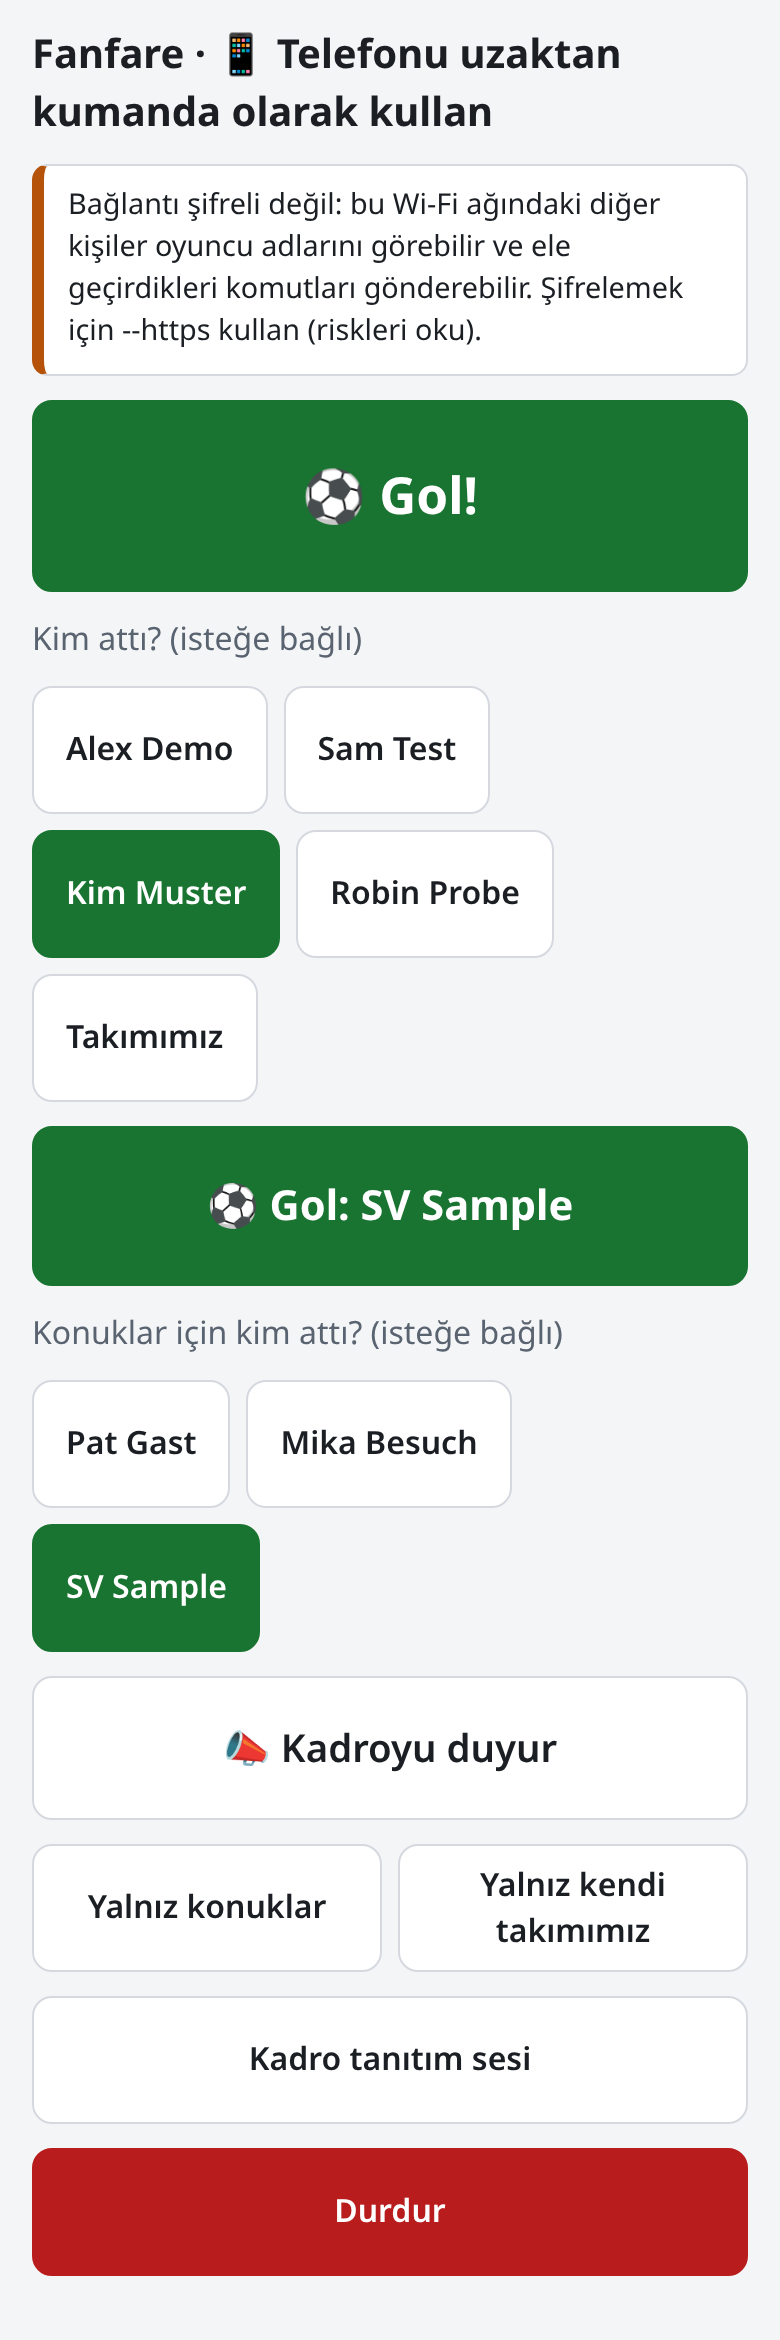 Fanfare · 📱 Telefonu uzaktan
kumanda olarak kullan
Bağlantı şifreli değil: bu Wi-Fi ağındaki diğer
kişiler oyuncu adlarını görebilir ve ele
geçirdikleri komutları gönderebilir. Şifrelemek
için --https kullan (riskleri oku).
⚽ Gol!
Kim attı? (isteğe bağlı)
Alex Demo
Sam Test
Kim Muster
Robin Probe
Takımımız
⚽ Gol: SV Sample
Konuklar için kim attı? (isteğe bağlı)
Pat Gast
Mika Besuch
SV Sample
📣 Kadroyu duyur
Yalnız konuklar
Yalnız kendi
takımımız
Kadro tanıtım sesi
Durdur